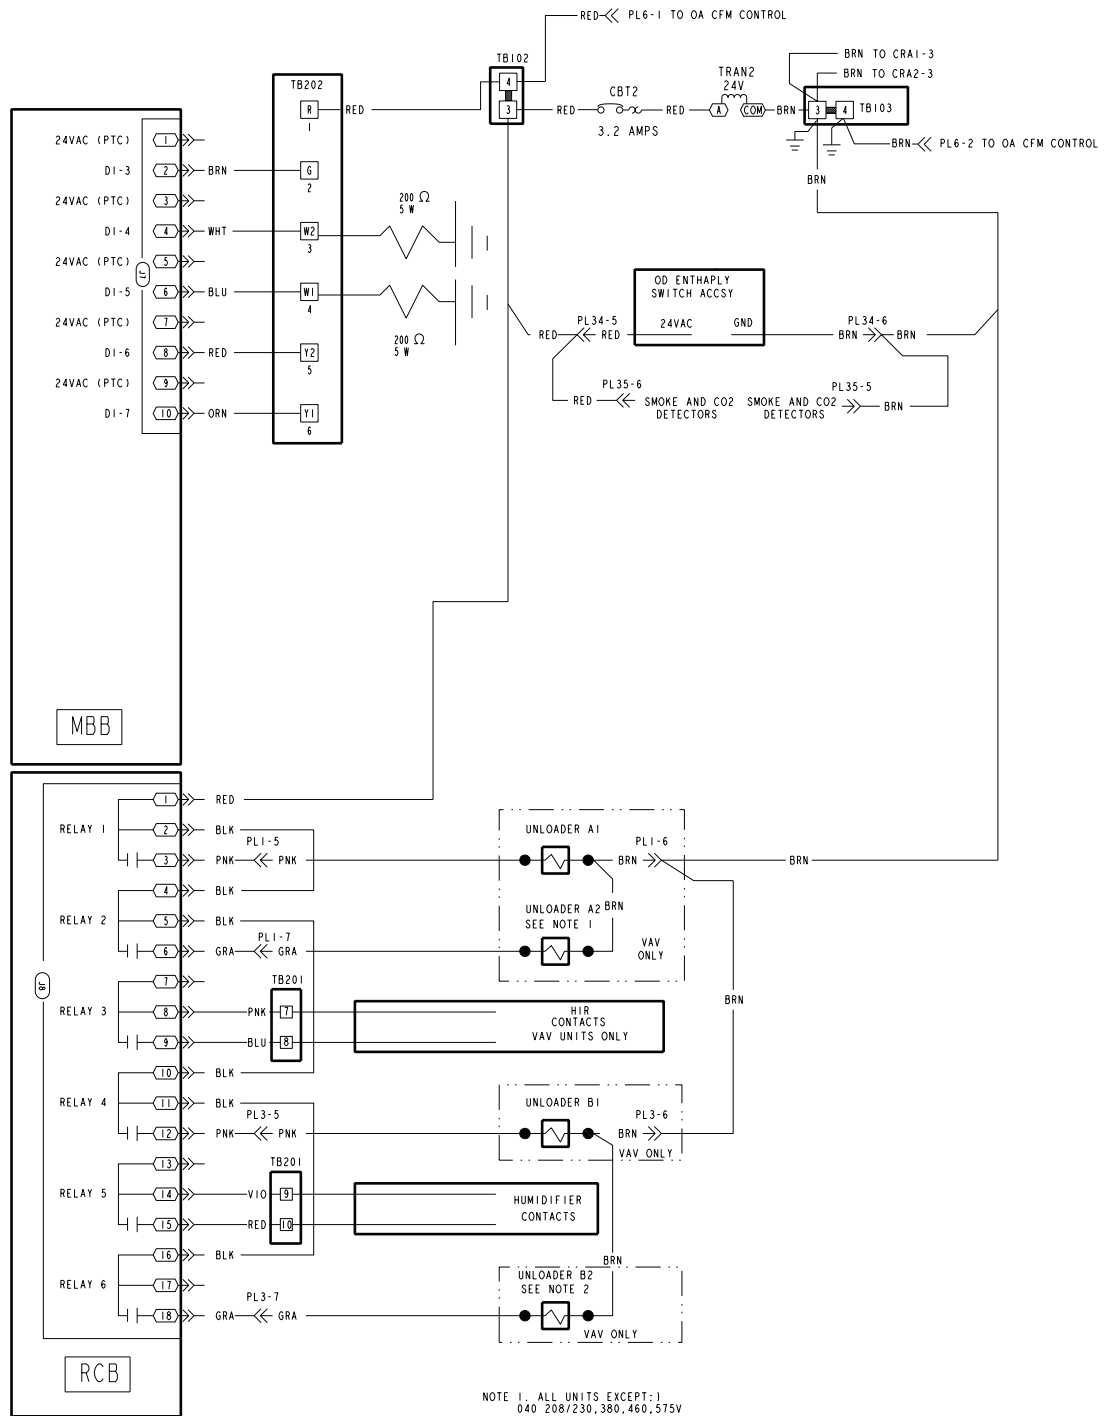 RED PL6-1 TO OA CFM CONTROL
TB102
4
3
TB202
R
1
RED
G
2
W2
3
W1
4
Y2
5
Y1
6
RED
CBT2
3.2 AMPS
RED
TRAN2
24V
A
COM
BRN
BRN TO CRA1-3
BRN TO CRA2-3
3
4
TB103
BRN PL6-2 TO OA CFM CONTROL
BRN
24VAC (PTC) 1
DI-3 2 BRN
24VAC (PTC) 3
DI-4 4 WHT
24VAC (PTC) 5
DI-5 6 BLU
24VAC (PTC) 7
DI-6 8 RED
24VAC (PTC) 9
DI-7 10 ORN
J7
200 Ω
5 W
200 Ω
5 W
OD ENTHAPLY
SWITCH ACCSY
24VAC GND
PL34-5
RED RED
PL34-6
BRN BRN
PL35-6
RED SMOKE AND CO2
DETECTORS
PL35-5
SMOKE AND CO2
DETECTORS BRN
MBB
RELAY 1
1 RED
2 BLK
PL1-5
3 PNK PNK
RELAY 2
4 BLK
5 BLK
PL1-7
6 GRA GRA
J8
RELAY 3
7
8 PNK
9 BLU
TB201
7
8
RELAY 4
10 BLK
11 BLK
PL3-5
12 PNK PNK
RELAY 5
13
14 VIO
15 RED
TB201
9
10
RELAY 6
16 BLK
17
PL3-7
18 GRA GRA
UNLOADER A1
PL1-6
BRN
BRN
BRN
UNLOADER A2
SEE NOTE 1
VAV
ONLY
BRN
HIR
CONTACTS
VAV UNITS ONLY
UNLOADER B1
PL3-6
BRN
VAV ONLY
HUMIDIFIER
CONTACTS
BRN
UNLOADER B2
SEE NOTE 2
VAV ONLY
RCB
NOTE 1. ALL UNITS EXCEPT:1
040 208/230,380,460,575V